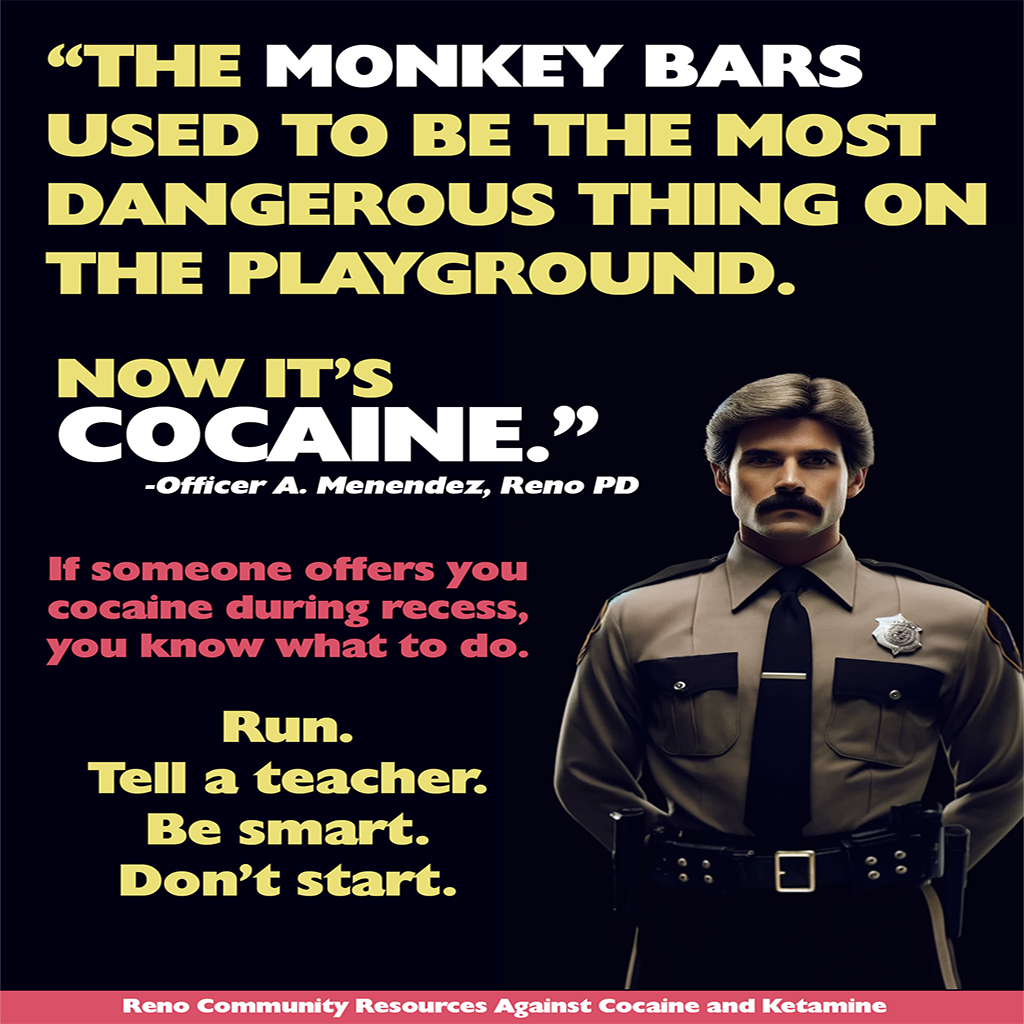 “THE MONKEY BARS
USED TO BE THE MOST
DANGEROUS THING ON
THE PLAYGROUND.
NOW IT’S
COCAINE.”
-Officer A. Menendez, Reno PD
If someone offers you
cocaine during recess,
you know what to do.
Run.
Tell a teacher.
Be smart.
Don’t start.
Reno Community Resources Against Cocaine and Ketamine